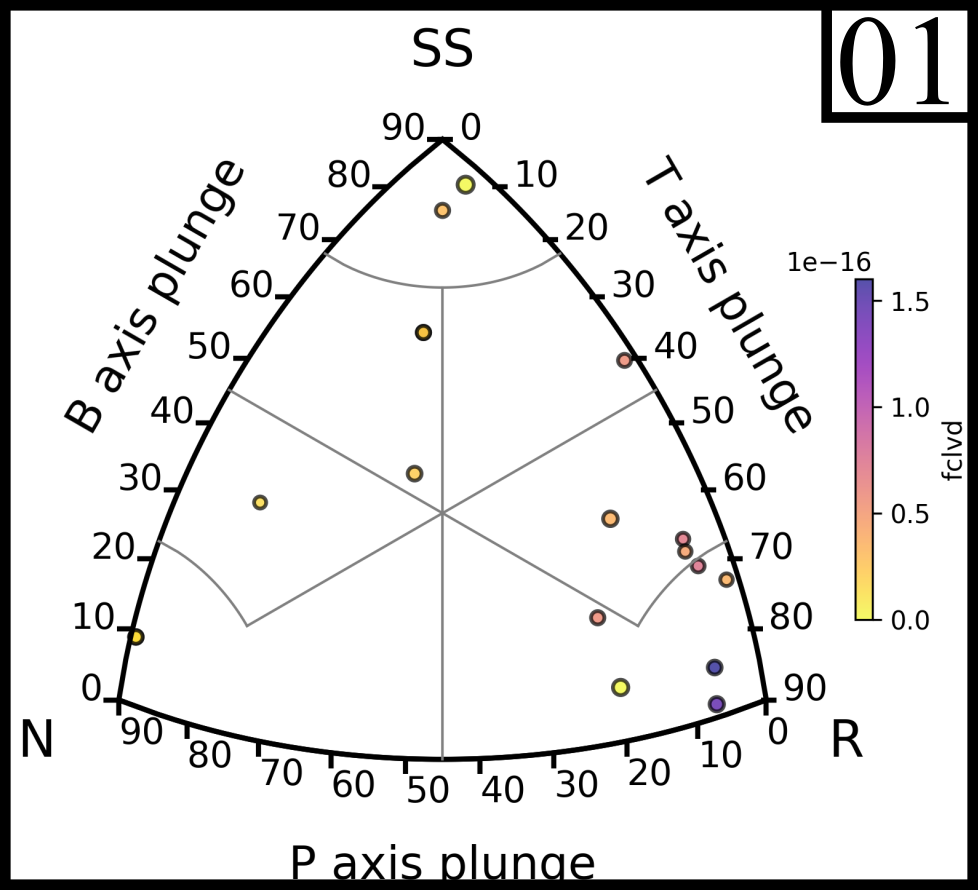 01
SS
90 0
80 10
70 20
60 30
50 40
40 50
30 60
20 70
10 80
0 90
B axis plunge
T axis plunge
1e−16
1.5
1.0
0.5
0.0
fclvd
N
R
90 80 70 60 50 40 30 20 10 0
P axis plunge